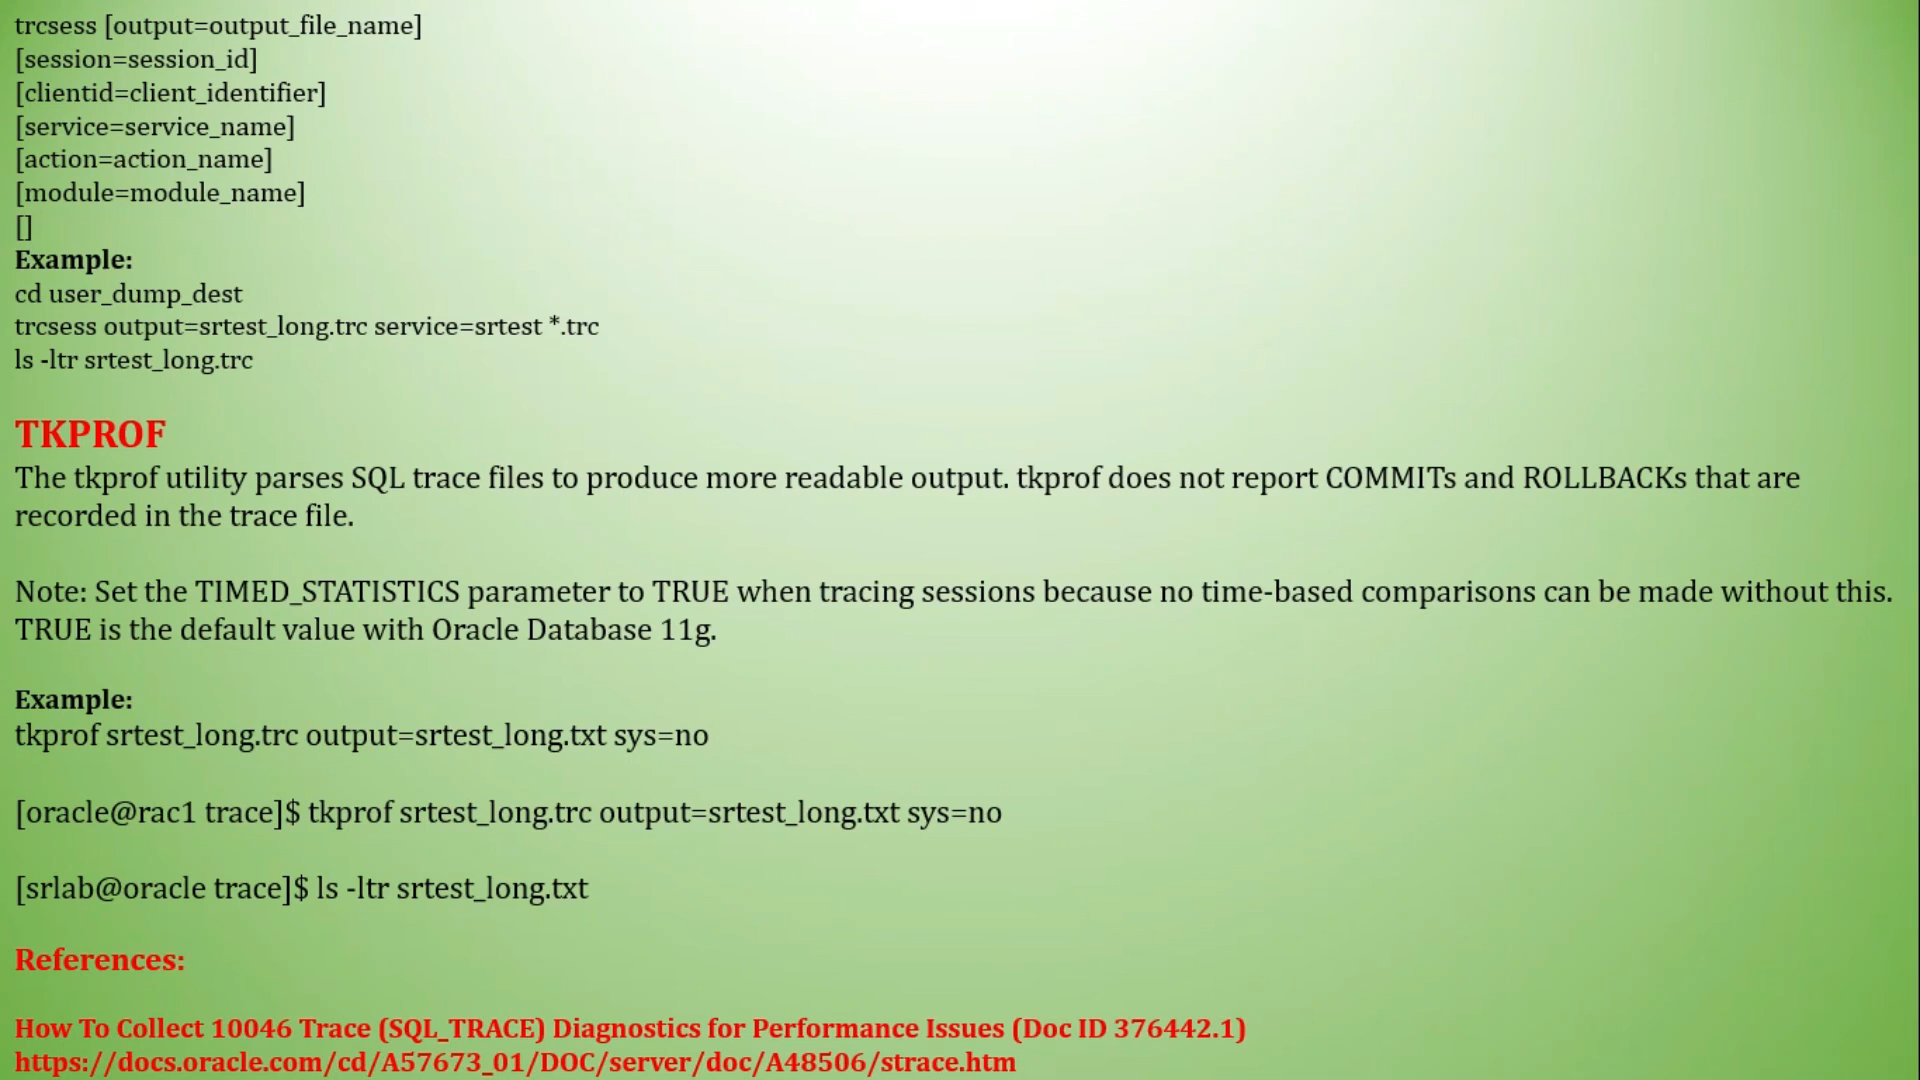 trcsess [output=output_file_name]
[session=session_id]
[clientid=client_identifier]
[service=service_name]
[action=action_name]
[module=module_name]
[]
Example:
cd user_dump_dest
trcsess output=srtest_long.trc service=srtest *.trc
ls -ltr srtest_long.trc
TKPROF
The tkprof utility parses SQL trace files to produce more readable output. tkprof does not report COMMITs and ROLLBACKs that are
recorded in the trace file.
Note: Set the TIMED_STATISTICS parameter to TRUE when tracing sessions because no time-based comparisons can be made without this.
TRUE is the default value with Oracle Database 11g.
Example:
tkprof srtest_long.trc output=srtest_long.txt sys=no
[oracle@rac1 trace]$ tkprof srtest_long.trc output=srtest_long.txt sys=no
[srlab@oracle trace]$ ls -ltr srtest_long.txt
References:
How To Collect 10046 Trace (SQL_TRACE) Diagnostics for Performance Issues (Doc ID 376442.1)
https://docs.oracle.com/cd/A57673_01/DOC/server/doc/A48506/strace.htm